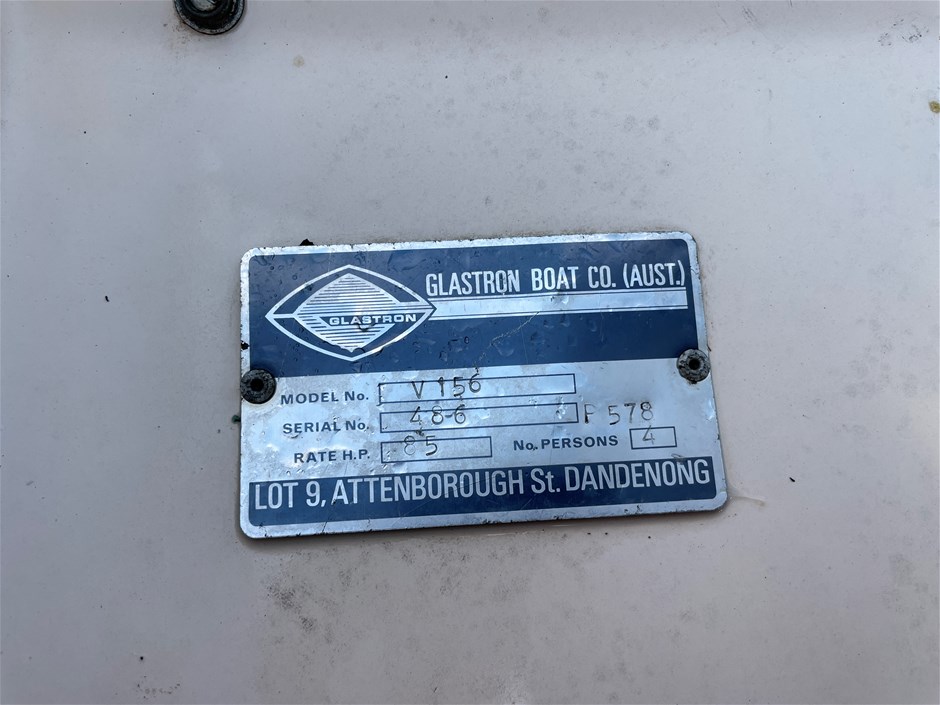 GLASTRON BOAT CO. (AUST.)
GLASTRON
MODEL No. V 156
SERIAL No. 48-6 P 578
RATE H.P. 85 No. PERSONS 4
LOT 9, ATTENBOROUGH St. DANDENONG